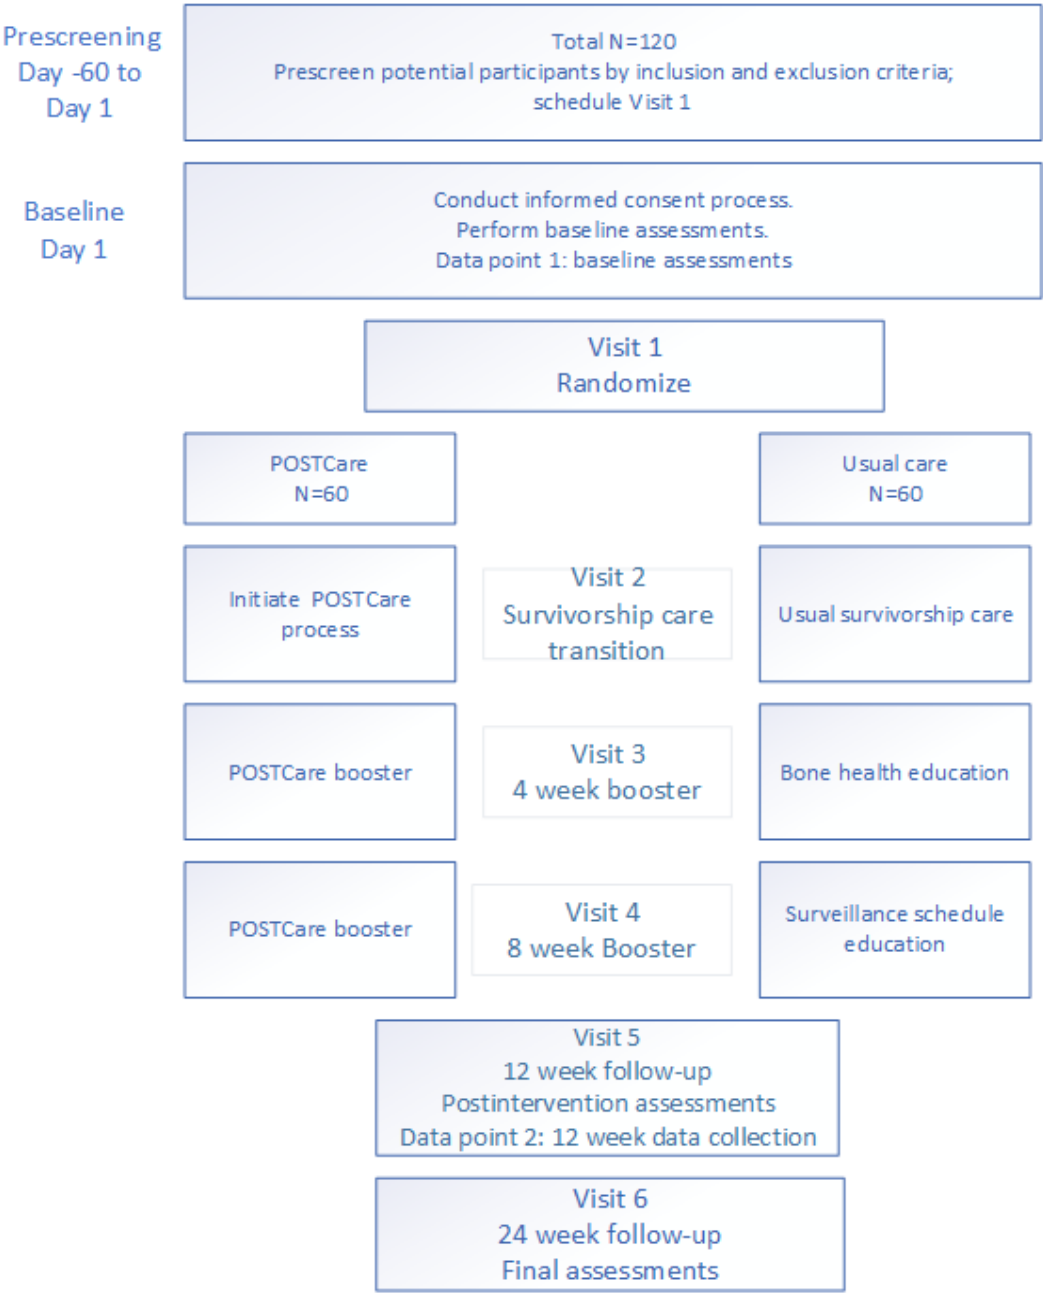 Prescreening
Day -60 to
Day 1
Total N=120
Prescreen potential participants by inclusion and exclusion criteria;
schedule Visit 1
Baseline
Day 1
Conduct informed consent process.
Perform baseline assessments.
Data point 1: baseline assessments
Visit 1
Randomize
POSTCare
N=60
Usual care
N=60
Initiate POSTCare
process
Visit 2
Survivorship care
transition
Usual survivorship care
POSTCare booster
Visit 3
4 week booster
Bone health education
POSTCare booster
Visit 4
8 week Booster
Surveillance schedule
education
Visit 5
12 week follow-up
Postintervention assessments
Data point 2: 12 week data collection
Visit 6
24 week follow-up
Final assessments